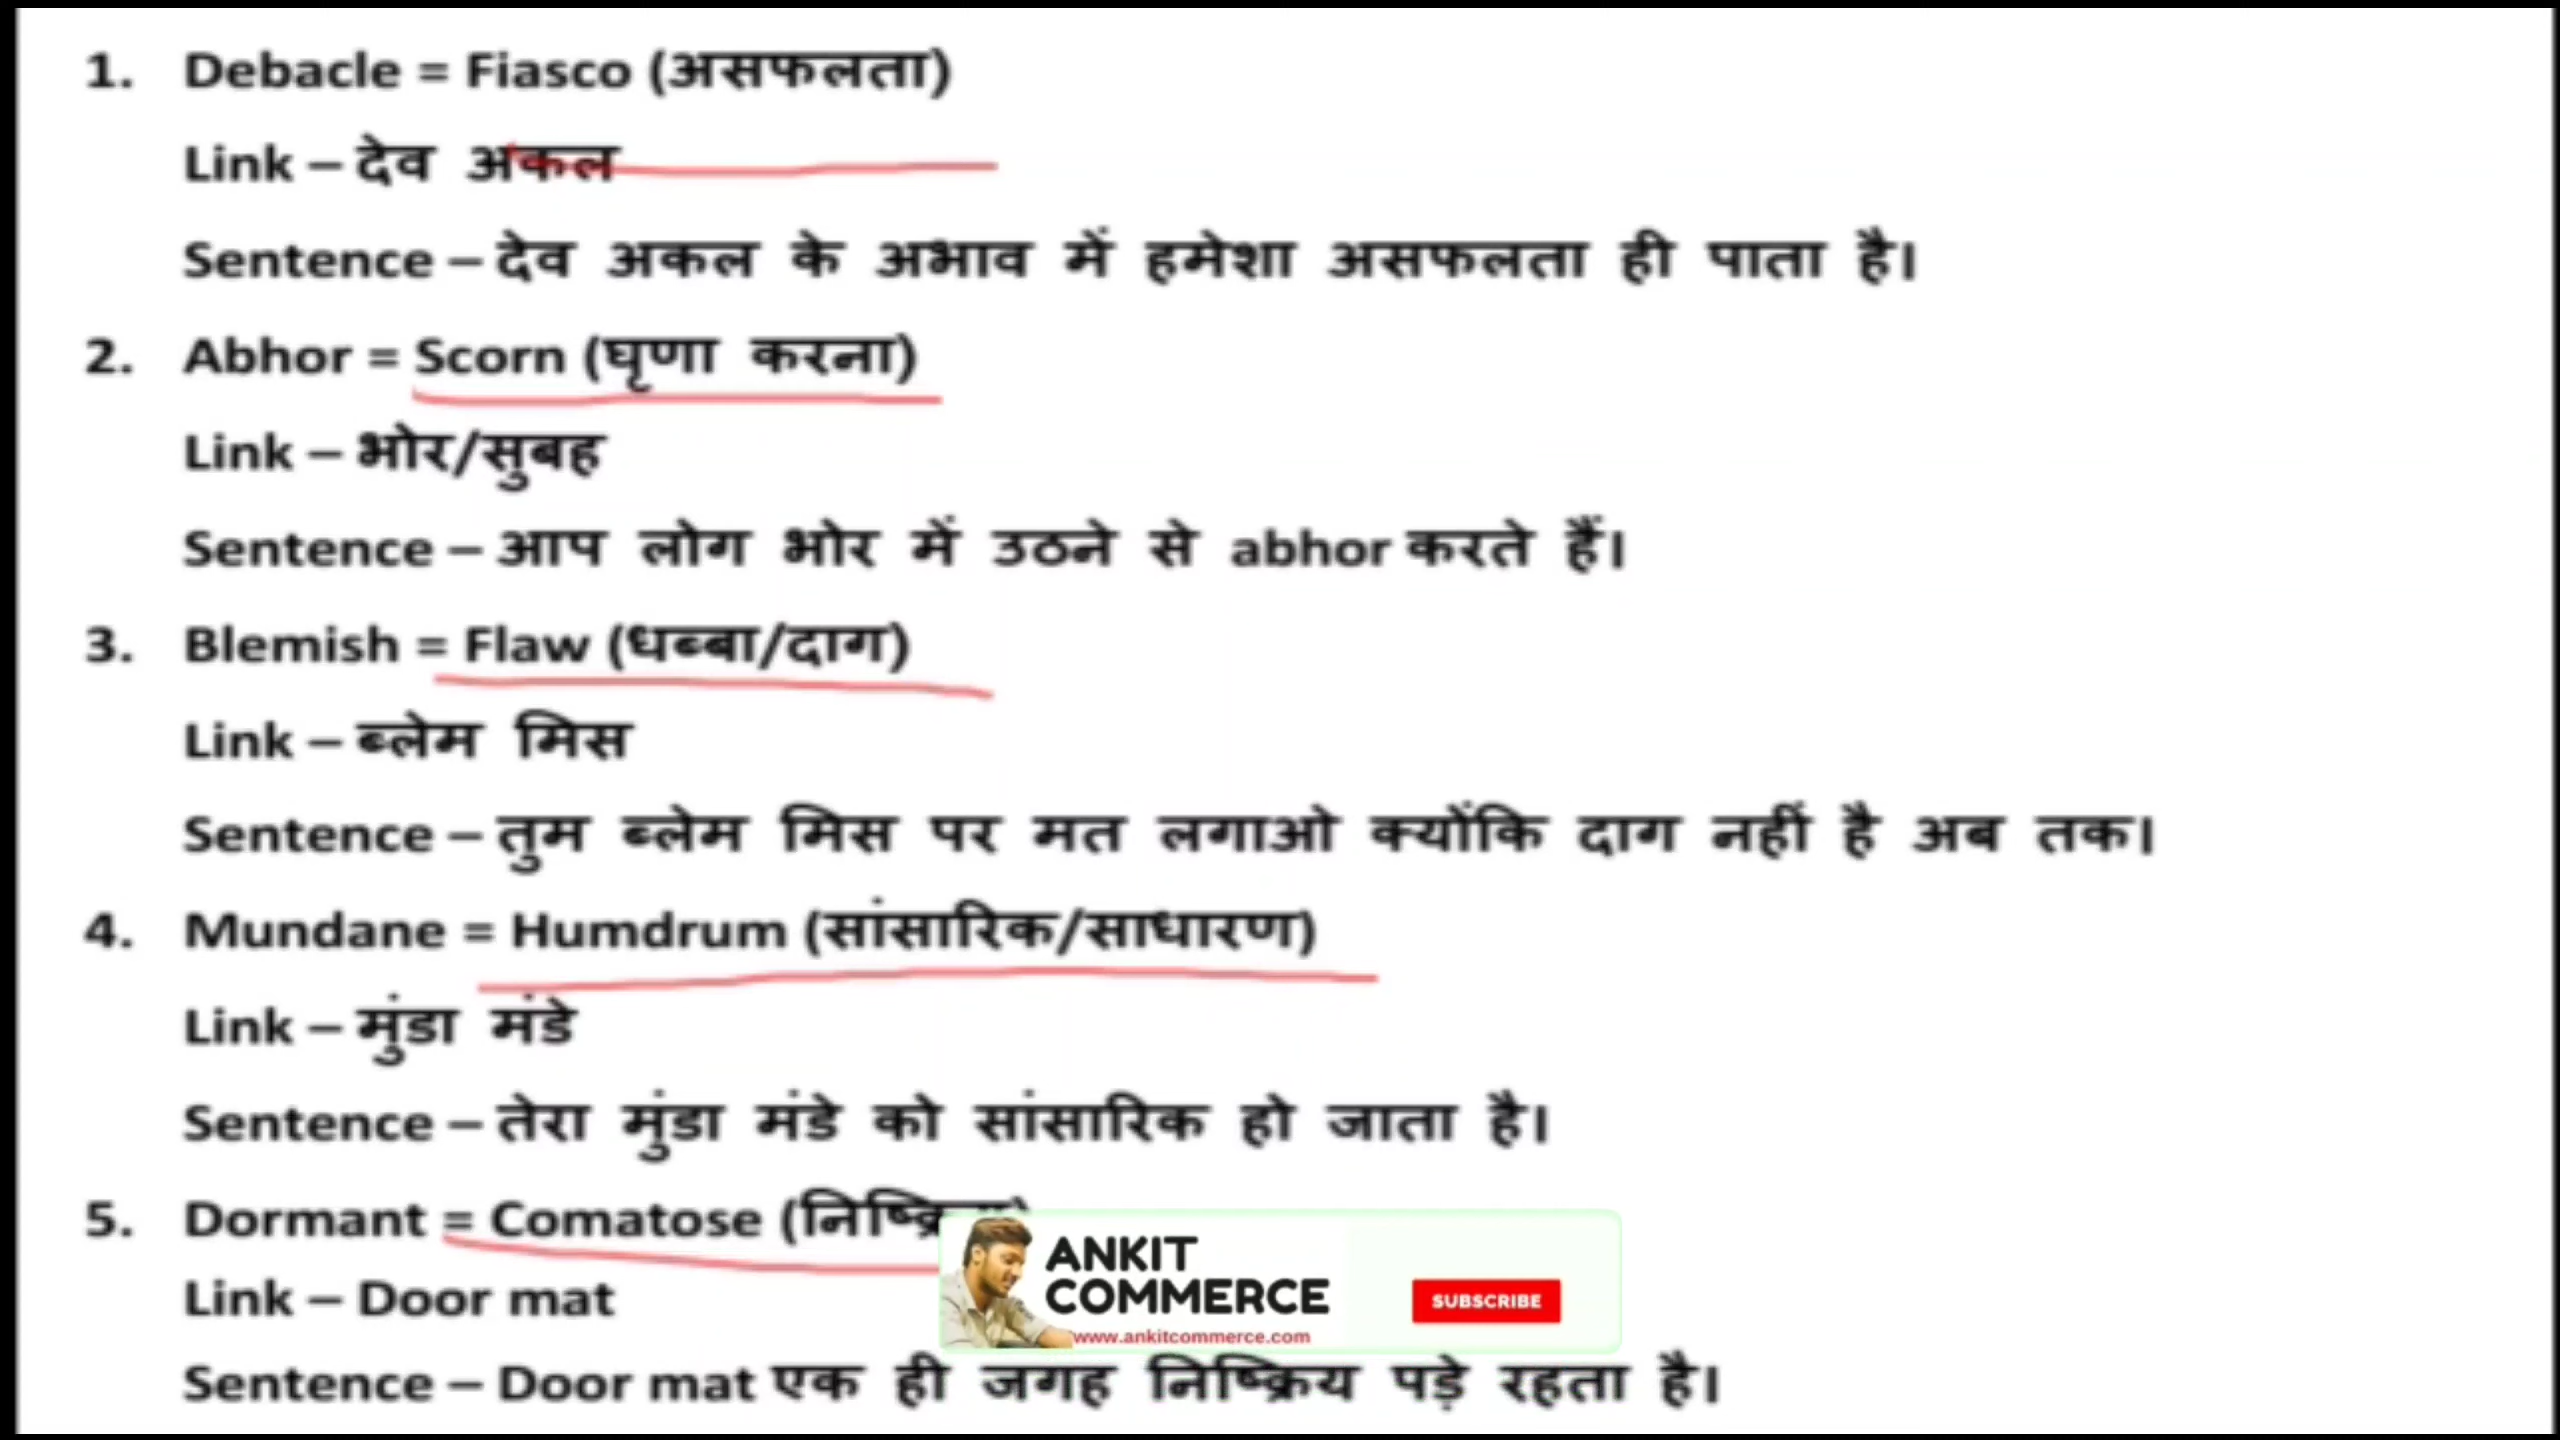 1. Debacle = Fiasco (असफलता)
Link – देव अकल
Sentence – देव अकल के अभाव में हमेशा असफलता ही पाता है।
2. Abhor = Scorn (घृणा करना)
Link – भोर/सुबह
Sentence – आप लोग भोर में उठने से abhor करते हैं।
3. Blemish = Flaw (धब्बा/दाग)
Link – ब्लेम मिस
Sentence – तुम ब्लेम मिस पर मत लगाओ क्योंकि दाग नहीं है अब तक।
4. Mundane = Humdrum (सांसारिक/साधारण)
Link – मुंडा मंडे
Sentence – तेरा मुंडा मंडे को सांसारिक हो जाता है।
5. Dormant = Comatose (निष्क्रिय)
Link – Door mat
ANKIT
COMMERCE
SUBSCRIBE
www.ankitcommerce.com
Sentence – Door mat एक ही जगह निष्क्रिय पड़े रहता है।